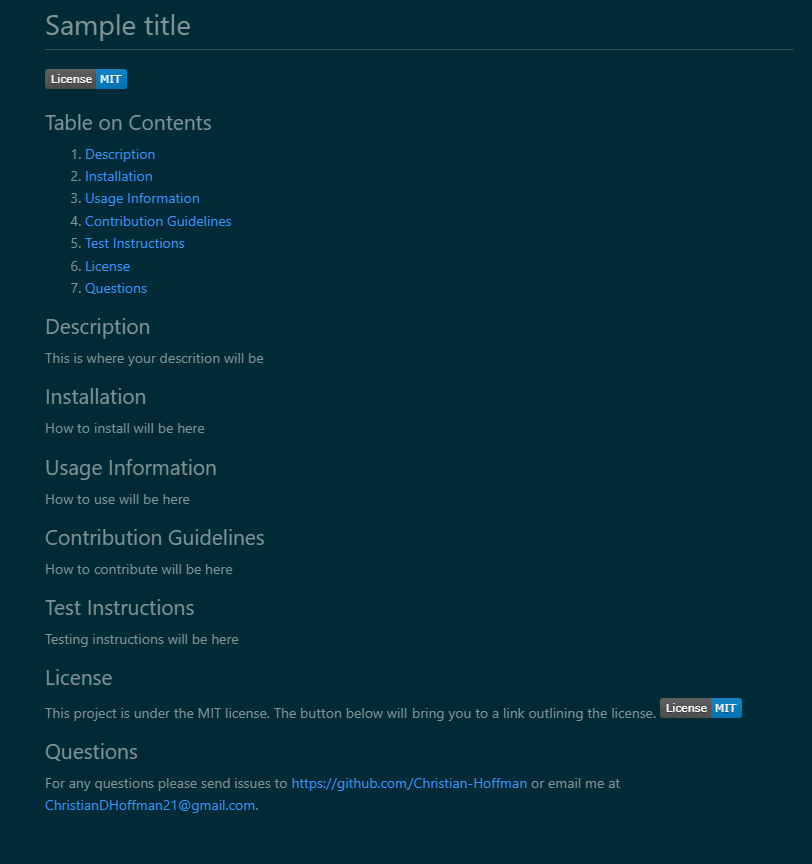 Sample title
License MIT
Table on Contents
1. Description
2. Installation
3. Usage Information
4. Contribution Guidelines
5. Test Instructions
6. License
7. Questions
Description
This is where your descrition will be
Installation
How to install will be here
Usage Information
How to use will be here
Contribution Guidelines
How to contribute will be here
Test Instructions
Testing instructions will be here
License
This project is under the MIT license. The button below will bring you to a link outlining the license. License MIT
Questions
For any questions please send issues to https://github.com/Christian-Hoffman or email me at
ChristianDHoffman21@gmail.com.